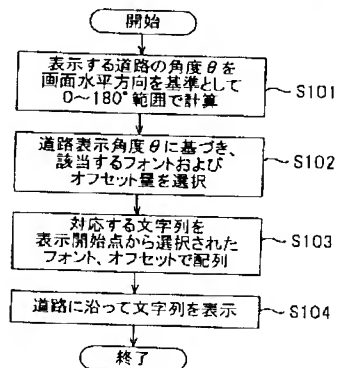 開始
表示する道路の角度θを
画面水平方向を基準として
0〜180°範囲で計算
S101
道路表示角度θに基づき、
該当するフォントおよび
オフセット量を選択
S102
対応する文字列を
表示開始点から選択された
フォント、オフセットで配列
S103
道路に沿って文字列を表示
S104
終了